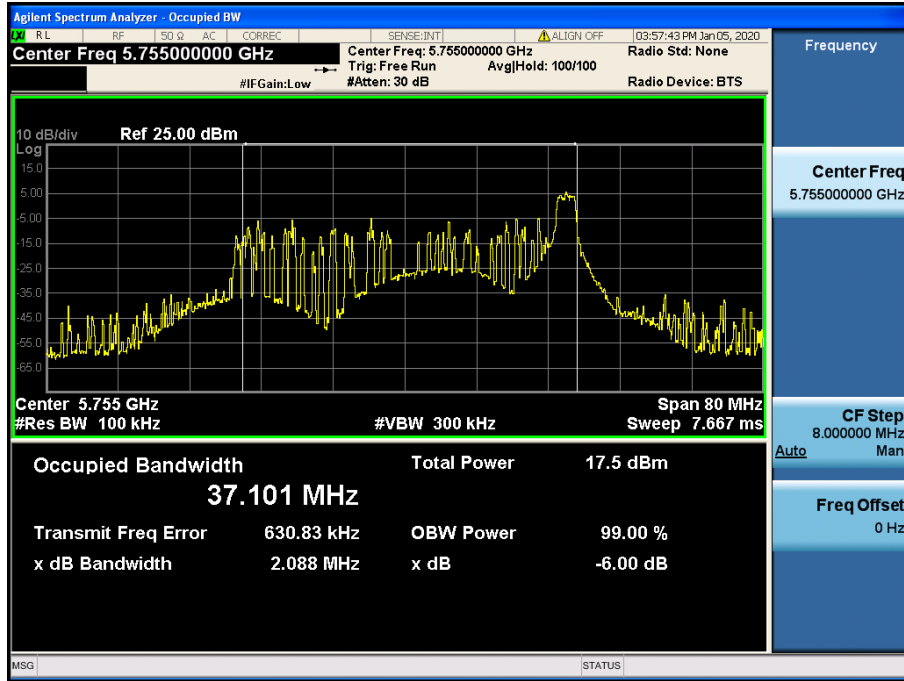 Agilent Spectrum Analyzer - Occupied BW
LXI RL RF 50 Ω AC CORREC SENSE:INT ALIGN OFF 03:57:43 PM Jan 05, 2020
Center Freq 5.755000000 GHz
Center Freq: 5.755000000 GHz
Radio Std: None
Trig: Free Run Avg|Hold: 100/100
#IFGain:Low
#Atten: 30 dB
Radio Device: BTS
10 dB/div Ref 25.00 dBm
Log
15.0
5.00
-5.00
-15.0
-25.0
-35.0
-45.0
-55.0
-65.0
Center 5.755 GHz
Span 80 MHz
#Res BW 100 kHz
#VBW 300 kHz
Sweep 7.667 ms
Occupied Bandwidth
Total Power 17.5 dBm
37.101 MHz
Transmit Freq Error 630.83 kHz
OBW Power 99.00 %
x dB Bandwidth 2.088 MHz
x dB -6.00 dB
MSG
STATUS
Frequency
Center Freq
5.755000000 GHz
CF Step
8.000000 MHz
Auto Man
Freq Offset
0 Hz